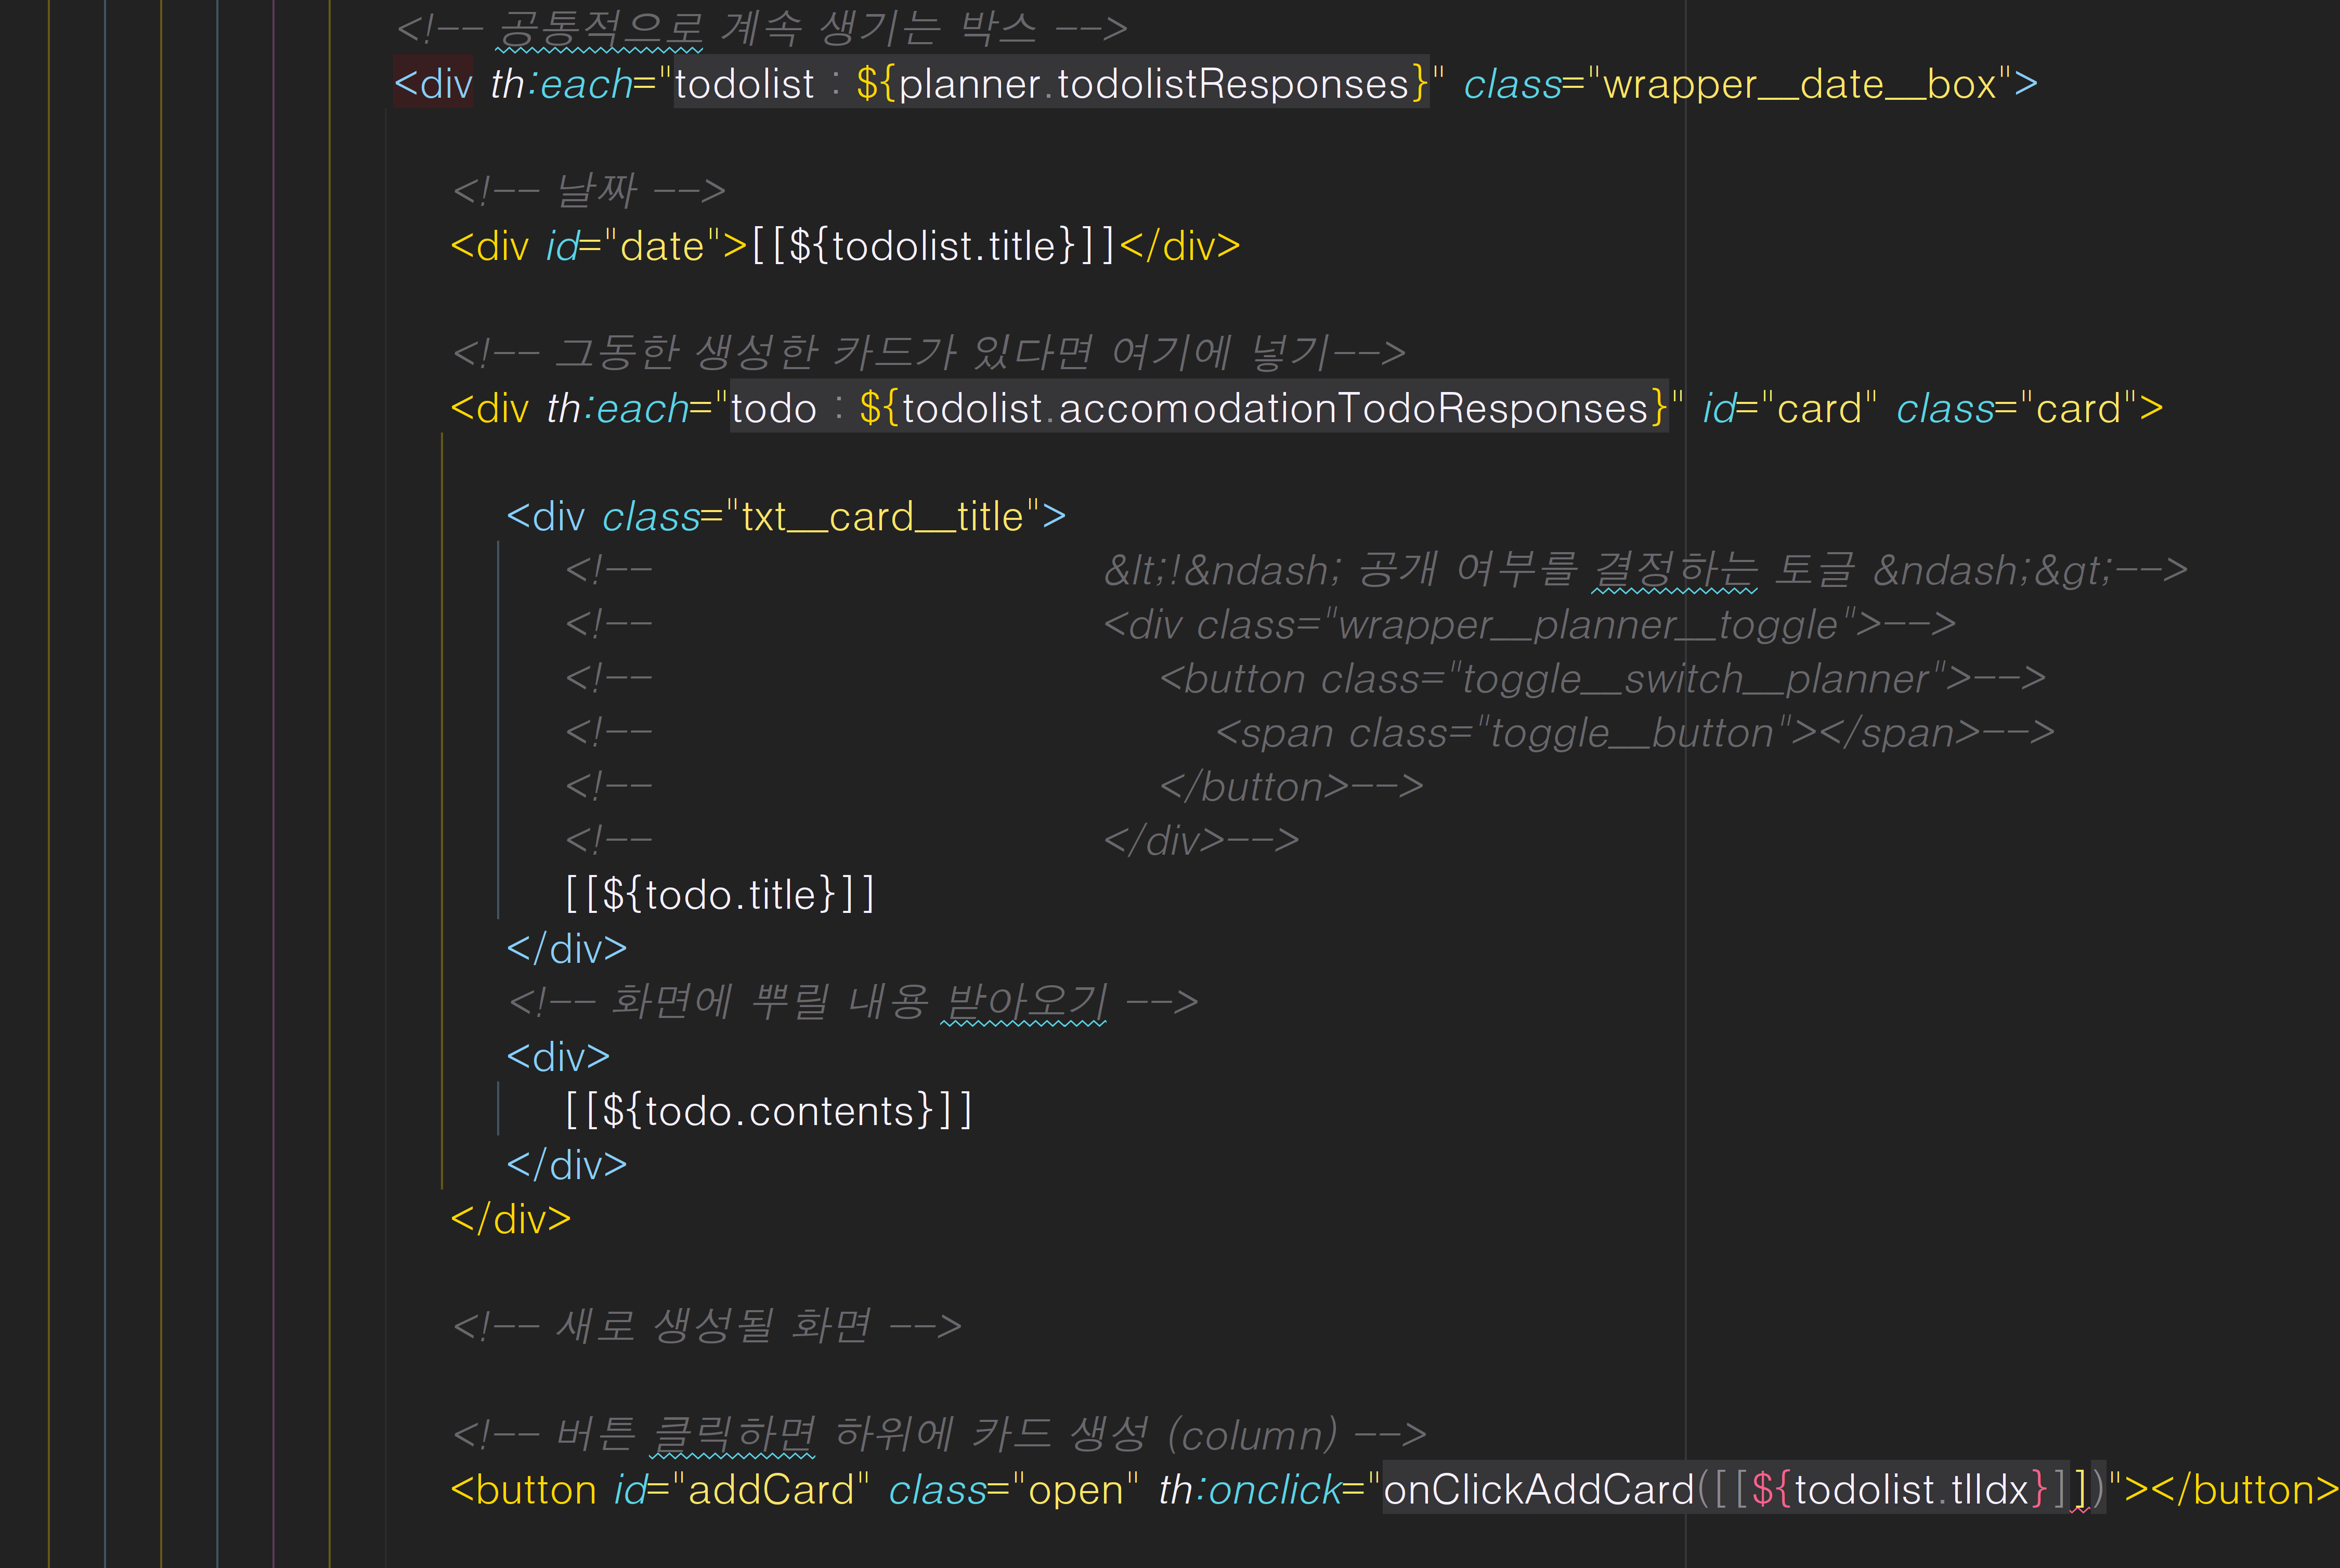 <!-- 공통적으로 계속 생기는 박스 -->
<div th:each="todolist : ${planner.todolistResponses}" class="wrapper__date__box">
<!-- 날짜 -->
<div id="date">[[${todolist.title}]]</div>
<!-- 그동한 생성한 카드가 있다면 여기에 넣기-->
<div th:each="todo : ${todolist.accomodationTodoResponses}" id="card" class="card">
<div class="txt__card__title">
<!-- &lt;!&ndash; 공개 여부를 결정하는 토글 &ndash;&gt;-->
<!-- <div class="wrapper__planner__toggle">-->
<!-- <button class="toggle__switch__planner">-->
<!-- <span class="toggle__button"></span>-->
<!-- </button>-->
<!-- </div>-->
[[${todo.title}]]
</div>
<!-- 화면에 뿌릴 내용 받아오기 -->
<div>
[[${todo.contents}]]
</div>
</div>
<!-- 새로 생성될 화면 -->
<!-- 버튼 클릭하면 하위에 카드 생성 (column) -->
<button id="addCard" class="open" th:onclick="onClickAddCard([[${todolist.tlIdx}]])"></button>